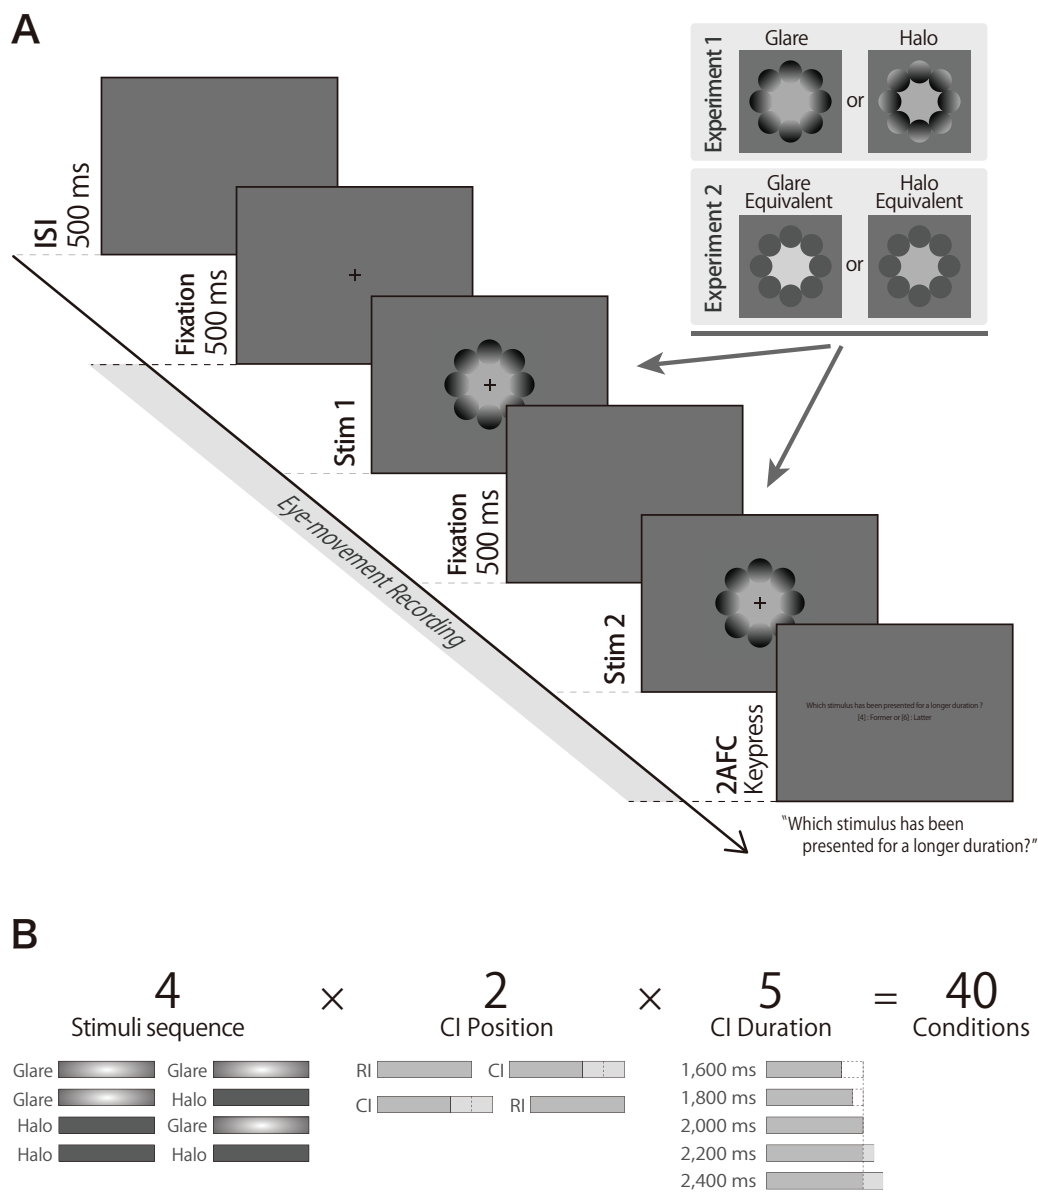 A
Experiment 1
Glare
or
Halo
Experiment 2
Glare
Equivalent
or
Halo
Equivalent
ISI
500 ms
Fixation
500 ms
Stim 1
Fixation
500 ms
Stim 2
Eye-movement Recording
Which stimulus has been presented for a longer duration ?
[4] : Former or [6] : Latter
2AFC
Keypress
“Which stimulus has been
presented for a longer duration?”
B
4 × 2 × 5 = 40
Stimuli sequence CI Position CI Duration Conditions
Glare Glare RI CI 1,600 ms
Glare Halo CI RI 1,800 ms
Halo Glare 2,000 ms
Halo Halo 2,200 ms
2,400 ms